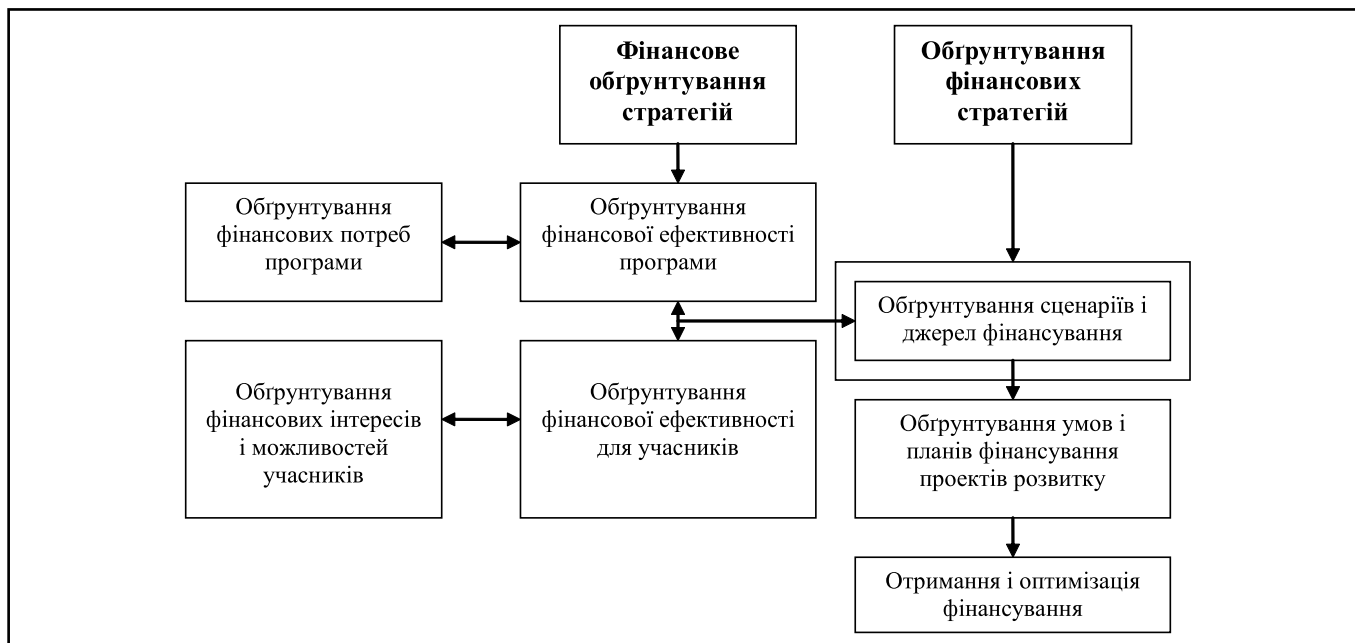 Фінансове
обґрунтування
стратегій
Обґрунтування
фінансових
стратегій
Обґрунтування
фінансових потреб
програми
Обґрунтування
фінансової ефективності
програми
Обґрунтування сценаріїв і
джерел фінансування
Обґрунтування
фінансових інтересів
і можливостей
учасників
Обґрунтування
фінансової ефективності
для учасників
Обґрунтування умов і
планів фінансування
проектів розвитку
Отримання і оптимізація
фінансування